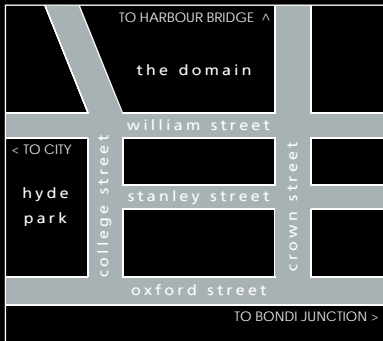 TO HARBOUR BRIDGE ^
the domain
william street
< TO CITY
hyde
park
college street
stanley street
crown street
oxford street
TO BONDI JUNCTION >